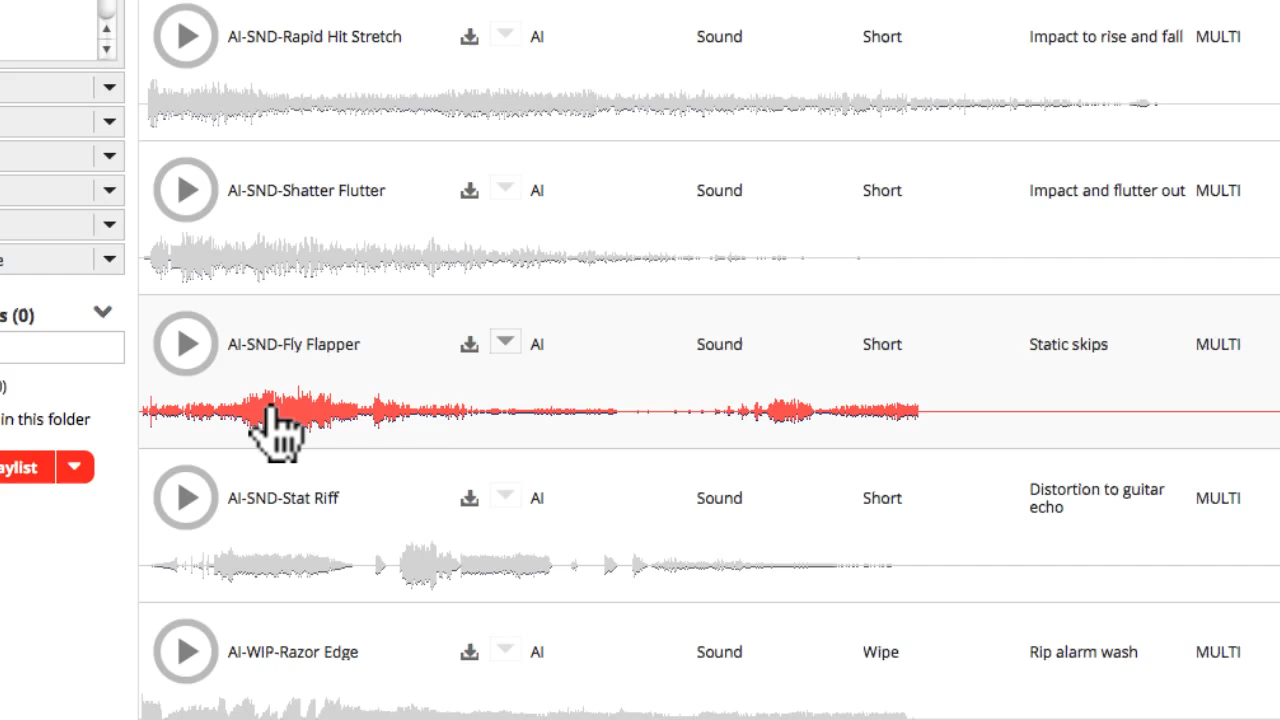 AI-SND-Rapid Hit Stretch AI Sound Short Impact to rise and fall MULTI
AI-SND-Shatter Flutter AI Sound Short Impact and flutter out MULTI
e
s (0)
AI-SND-Fly Flapper AI Sound Short Static skips MULTI
)
in this folder
aylist
AI-SND-Stat Riff AI Sound Short Distortion to guitar echo MULTI
AI-WIP-Razor Edge AI Sound Wipe Rip alarm wash MULTI